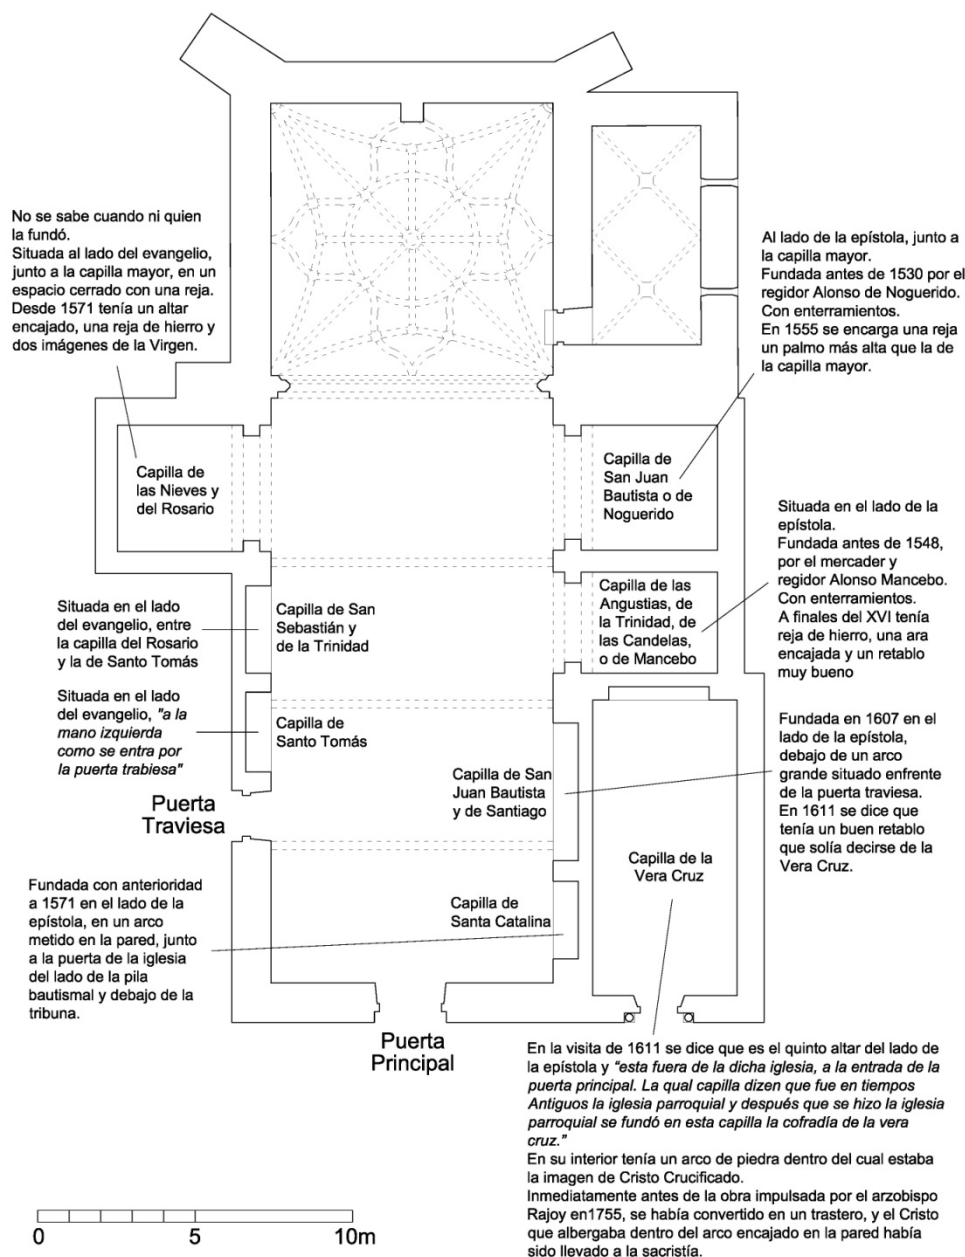 No se sabe cuando ni quien
la fundó.
Situada al lado del evangelio,
junto a la capilla mayor, en un
espacio cerrado con una reja.
Desde 1571 tenía un altar
encajado, una reja de hierro y
dos imágenes de la Virgen.
Al lado de la epístola, junto a
la capilla mayor.
Fundada antes de 1530 por el
regidor Alonso de Noguerido.
Con enterramientos.
En 1555 se encarga una reja
un palmo más alta que la de
la capilla mayor.
Capilla de
las Nieves y
del Rosario
Capilla de
San Juan
Bautista o de
Noguerido
Situada en el lado de la
epístola.
Fundada antes de 1548,
por el mercader y
regidor Alonso Mancebo.
Con enterramientos.
A finales del XVI tenía
reja de hierro, una ara
encajada y un retablo
muy bueno
Situada en el lado
del evangelio, entre
la capilla del Rosario
y la de Santo Tomás
Capilla de San
Sebastián y
de la Trinidad
Capilla de las
Angustias, de
la Trinidad, de
las Candelas,
o de Mancebo
Situada en el lado
del evangelio, "a la
mano izquierda
como se entra por
la puerta trabiesa"
Capilla de
Santo Tomás
Fundada en 1607 en el
lado de la epístola,
debajo de un arco
grande situado enfrente
de la puerta traviesa.
En 1611 se dice que
tenía un buen retablo
que solía decirse de la
Vera Cruz.
Capilla de San
Juan Bautista
y de Santiago
Puerta
Traviesa
Capilla de la
Vera Cruz
Fundada con anterioridad
a 1571 en el lado de la
epístola, en un arco
metido en la pared, junto
a la puerta de la iglesia
del lado de la pila
bautismal y debajo de la
tribuna.
Capilla de
Santa Catalina
Puerta
Principal
En la visita de 1611 se dice que es el quinto altar del lado de
la epístola y "esta fuera de la dicha iglesia, a la entrada de la
puerta principal. La qual capilla dizen que fue en tiempos
Antiguos la iglesia parroquial y después que se hizo la iglesia
parroquial se fundó en esta capilla la cofradía de la vera
cruz."
En su interior tenía un arco de piedra dentro del cual estaba
la imagen de Cristo Crucificado.
Inmediatamente antes de la obra impulsada por el arzobispo
Rajoy en1755, se había convertido en un trastero, y el Cristo
que albergaba dentro del arco encajado en la pared había
sido llevado a la sacristía.
0 5 10m